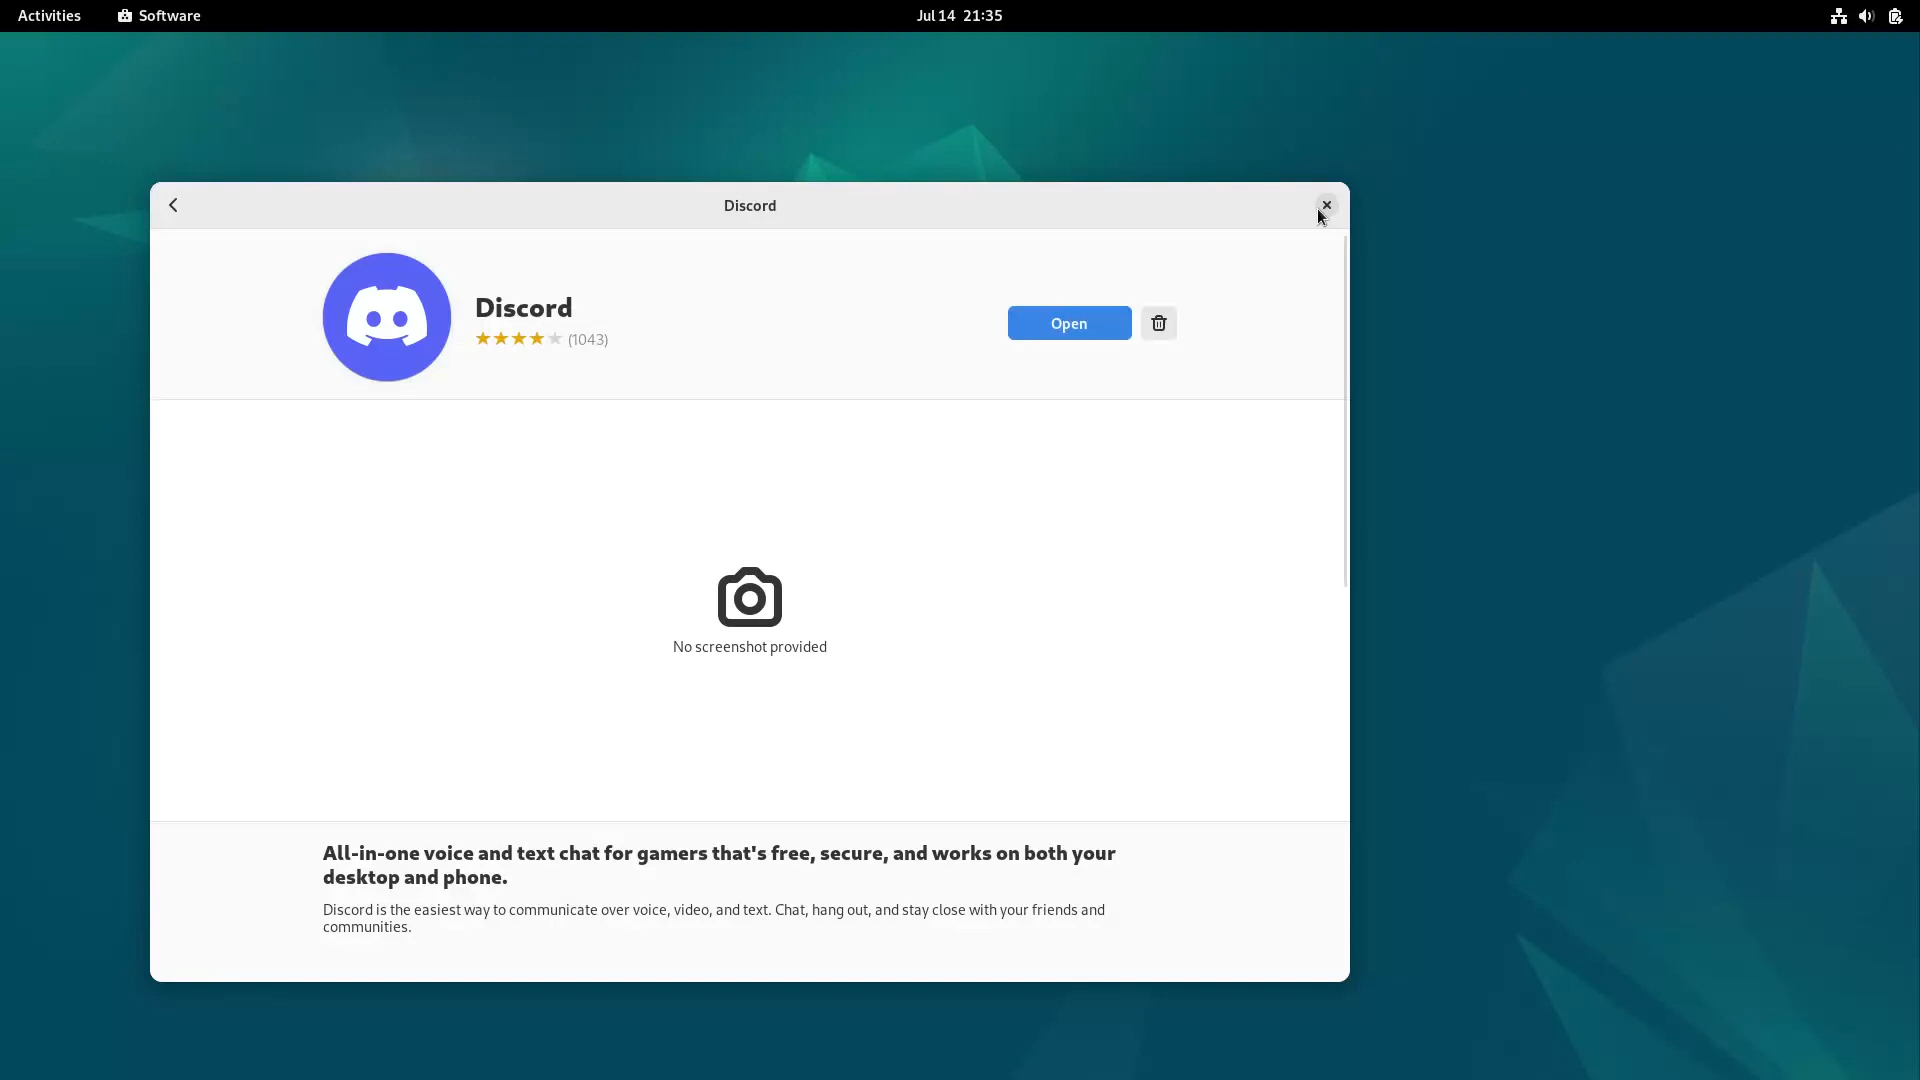 Activities
Software
Jul 14 21:35
Discord
Discord
(1043)
Open
No screenshot provided
All-in-one voice and text chat for gamers that's free, secure, and works on both your
desktop and phone.
Discord is the easiest way to communicate over voice, video, and text. Chat, hang out, and stay close with your friends and
communities.